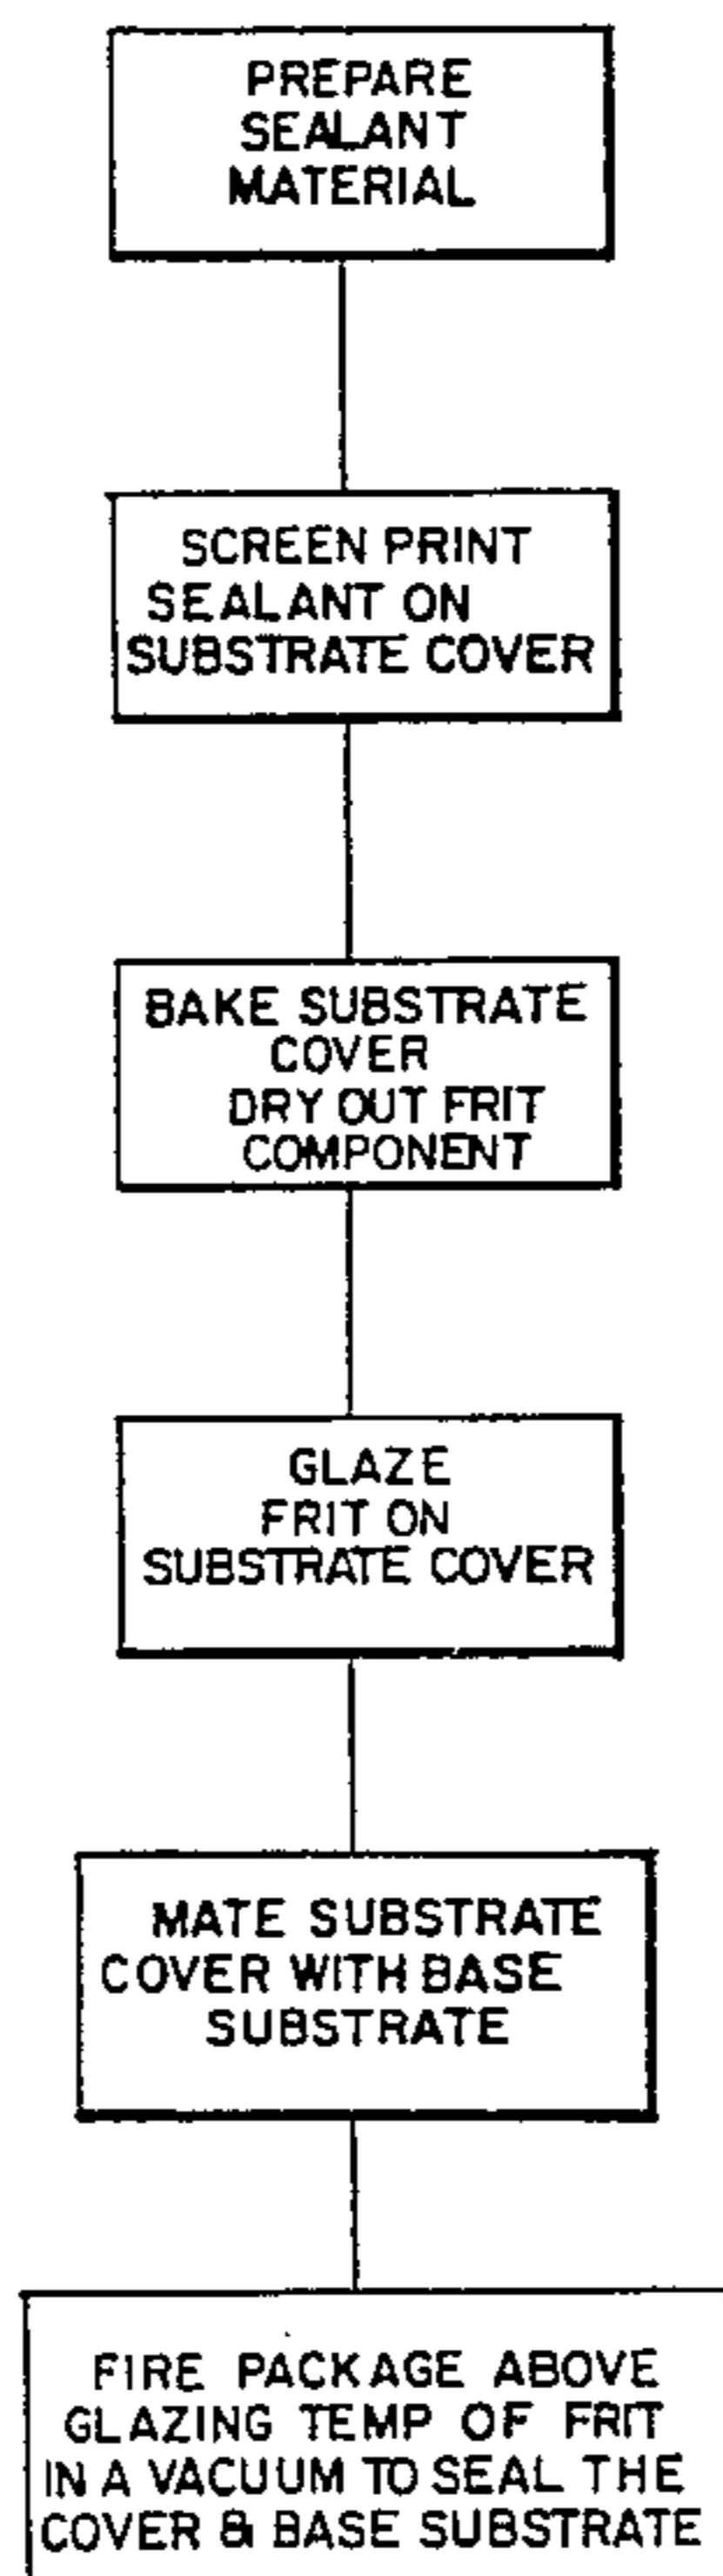 PREPARE
SEALANT
MATERIAL
SCREEN PRINT
SEALANT ON
SUBSTRATE COVER
BAKE SUBSTRATE
COVER
DRY OUT FRIT
COMPONENT
GLAZE
FRIT ON
SUBSTRATE COVER
MATE SUBSTRATE
COVER WITH BASE
SUBSTRATE
FIRE PACKAGE ABOVE
GLAZING TEMP OF FRIT
IN A VACUUM TO SEAL THE
COVER & BASE SUBSTRATE